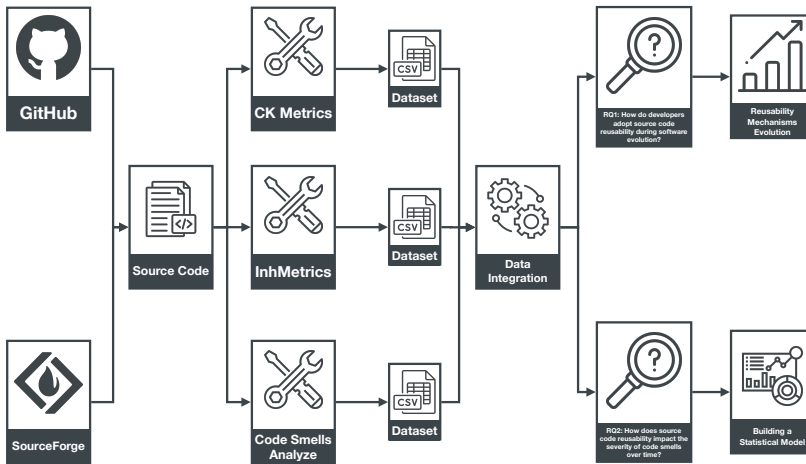 GitHub
SourceForge
</>
Source Code
CK Metrics
InhMetrics
Code Smells
Analyze
CSV
Dataset
CSV
Dataset
CSV
Dataset
Data
Integration
?
RQ1: How do developers
adopt source code
reusability during software
evolution?
Reusability
Mechanisms
Evolution
?
RQ2: How does source
code reusability impact the
severity of code smells
over time?
Building a
Statistical Model